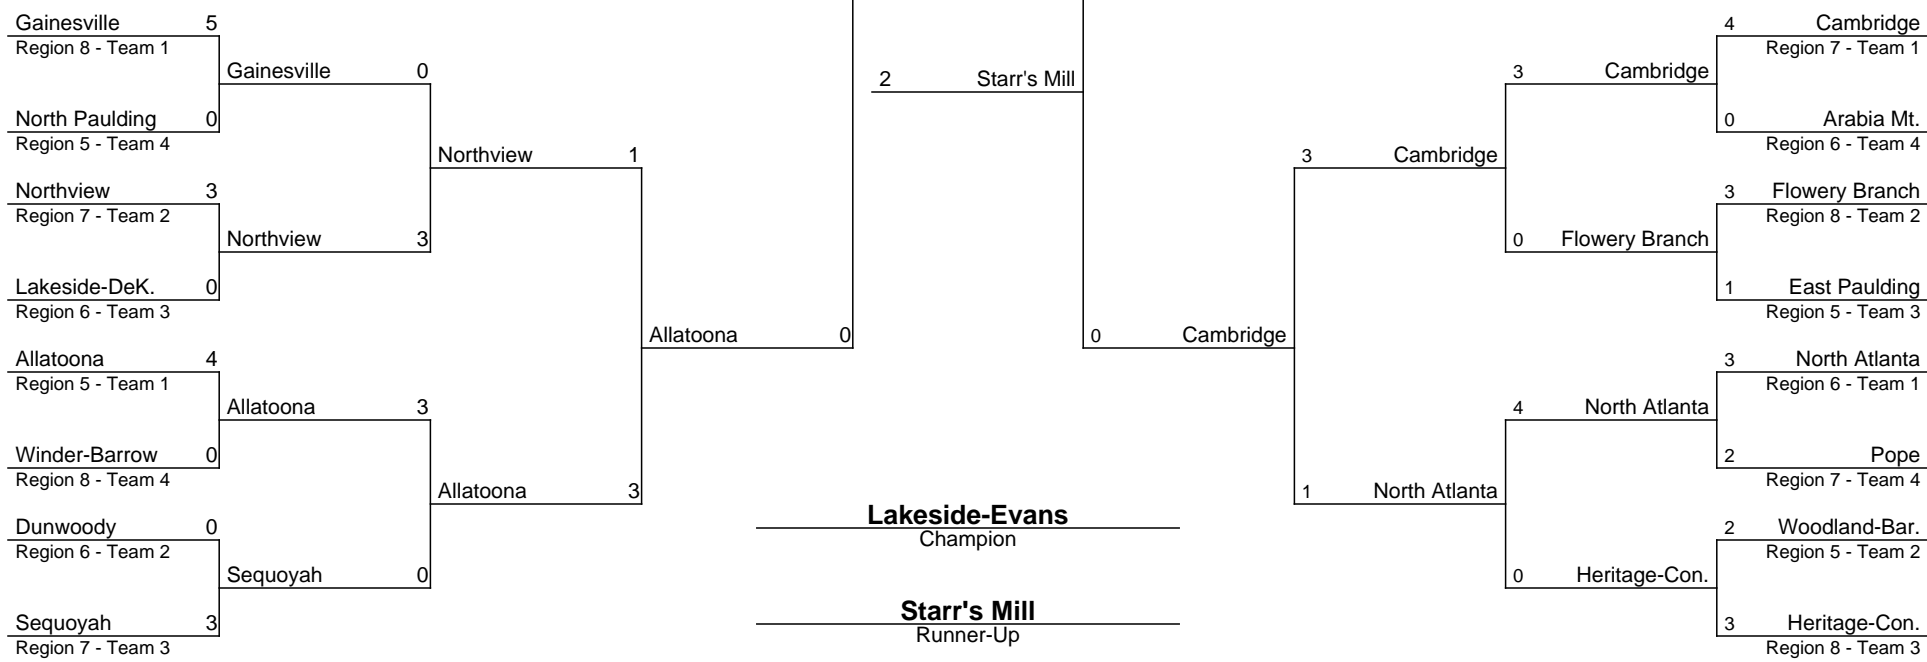 Gainesville 5
Region 8 - Team 1
Gainesville 0
North Paulding 0
Region 5 - Team 4
Northview 1
Northview 3
Region 7 - Team 2
Northview 3
Lakeside-DeK. 0
Region 6 - Team 3
Allatoona 0
Allatoona 4
Region 5 - Team 1
Allatoona 3
Winder-Barrow 0
Region 8 - Team 4
Allatoona 3
Dunwoody 0
Region 6 - Team 2
Sequoyah 0
Sequoyah 3
Region 7 - Team 3
2 Starr's Mill
Lakeside-Evans
Champion
Starr's Mill
Runner-Up
4 Cambridge
Region 7 - Team 1
3 Cambridge
0 Arabia Mt.
Region 6 - Team 4
3 Cambridge
3 Flowery Branch
Region 8 - Team 2
0 Flowery Branch
1 East Paulding
Region 5 - Team 3
0 Cambridge
3 North Atlanta
Region 6 - Team 1
4 North Atlanta
2 Pope
Region 7 - Team 4
1 North Atlanta
2 Woodland-Bar.
Region 5 - Team 2
0 Heritage-Con.
3 Heritage-Con.
Region 8 - Team 3